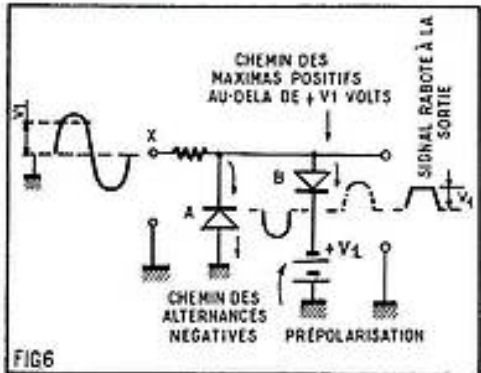 CHEMIN DES
MAXIMAS POSITIFS
AU-DELA DE + V1 VOLTS
SIGNAL RABOTE À LA
SORTIE
V1
X
B
A
V1
+ V1
CHEMIN DES
ALTERNANCES
NÉGATIVES
PRÉPOLARISATION
FIG6